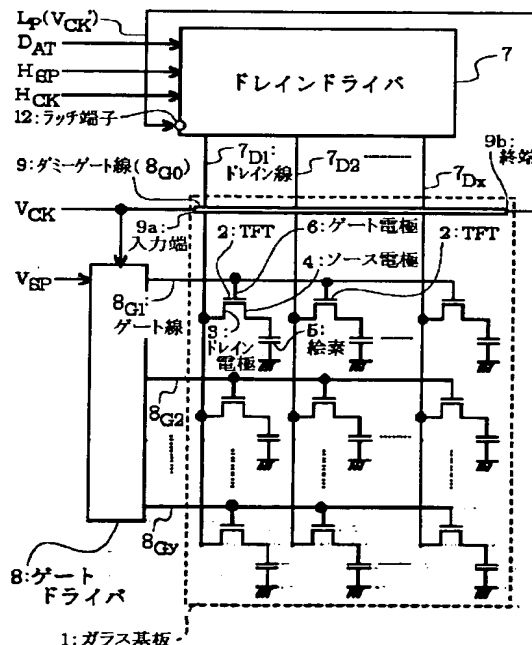 LP(VCK')
DAT
HSP
HCK
12:ラッチ端子
ドレインドライバ
7
9:ダミーゲート線(8G0)
7D1:
ドレイン線
7D2
7Dx
9b:終端
VCK
9a:
入力端
6:ゲート電極
2:TFT
4:ソース電極
2:TFT
VSP
8G1:
ゲート線
3:
ドレイン
電極
5:絵素
8G2
8Gy
8:ゲート
ドライバ
1:ガラス基板